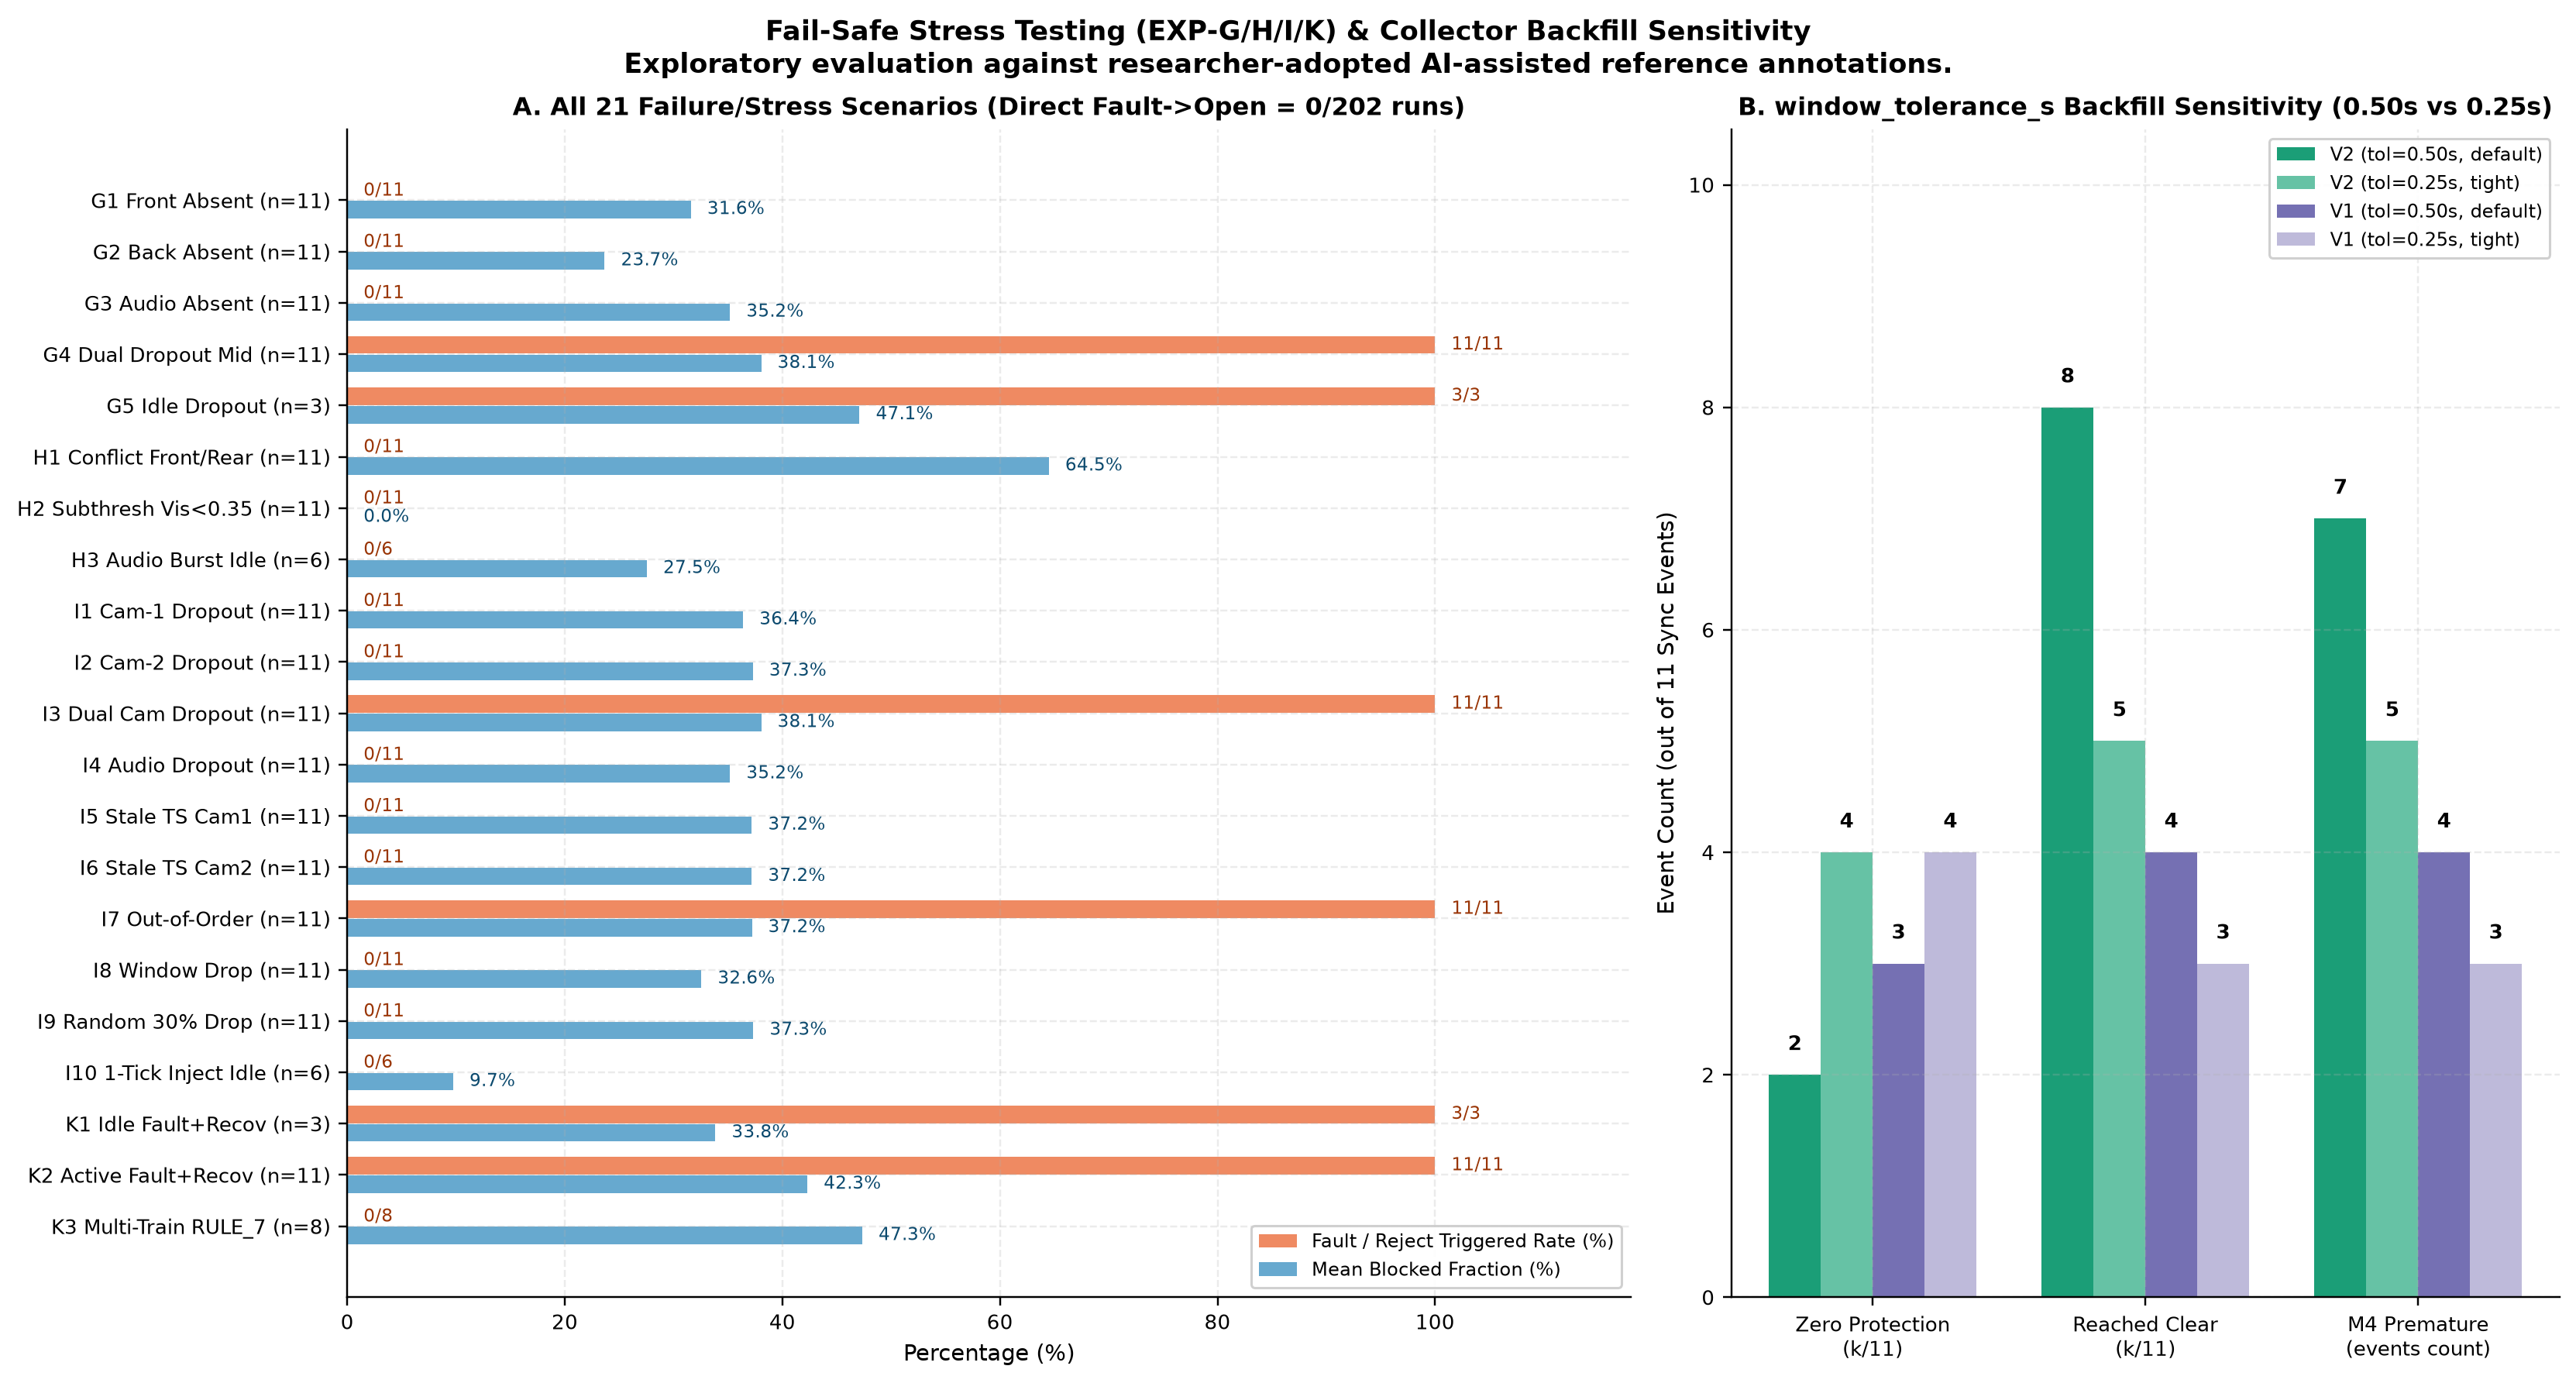 Fail-Safe Stress Testing (EXP-G/H/I/K) & Collector Backfill Sensitivity
Exploratory evaluation against researcher-adopted AI-assisted reference annotations.
A. All 21 Failure/Stress Scenarios (Direct Fault->Open = 0/202 runs)
G1 Front Absent (n=11)
0/11
31.6%
G2 Back Absent (n=11)
0/11
23.7%
G3 Audio Absent (n=11)
0/11
35.2%
G4 Dual Dropout Mid (n=11)
11/11
38.1%
G5 Idle Dropout (n=3)
3/3
47.1%
H1 Conflict Front/Rear (n=11)
0/11
64.5%
H2 Subthresh Vis<0.35 (n=11)
0/11
0.0%
H3 Audio Burst Idle (n=6)
0/6
27.5%
I1 Cam-1 Dropout (n=11)
0/11
36.4%
I2 Cam-2 Dropout (n=11)
0/11
37.3%
I3 Dual Cam Dropout (n=11)
11/11
38.1%
I4 Audio Dropout (n=11)
0/11
35.2%
I5 Stale TS Cam1 (n=11)
0/11
37.2%
I6 Stale TS Cam2 (n=11)
0/11
37.2%
I7 Out-of-Order (n=11)
11/11
37.2%
I8 Window Drop (n=11)
0/11
32.6%
I9 Random 30% Drop (n=11)
0/11
37.3%
I10 1-Tick Inject Idle (n=6)
0/6
9.7%
K1 Idle Fault+Recov (n=3)
3/3
33.8%
K2 Active Fault+Recov (n=11)
11/11
42.3%
K3 Multi-Train RULE_7 (n=8)
0/8
47.3%
Fault / Reject Triggered Rate (%)
Mean Blocked Fraction (%)
0 20 40 60 80 100
Percentage (%)
B. window_tolerance_s Backfill Sensitivity (0.50s vs 0.25s)
V2 (tol=0.50s, default)
V2 (tol=0.25s, tight)
V1 (tol=0.50s, default)
V1 (tol=0.25s, tight)
Event Count (out of 11 Sync Events)
10
8
6
4
2
0
2 4 3 4
8 5 4 3
7 5 4 3
Zero Protection
(k/11)
Reached Clear
(k/11)
M4 Premature
(events count)